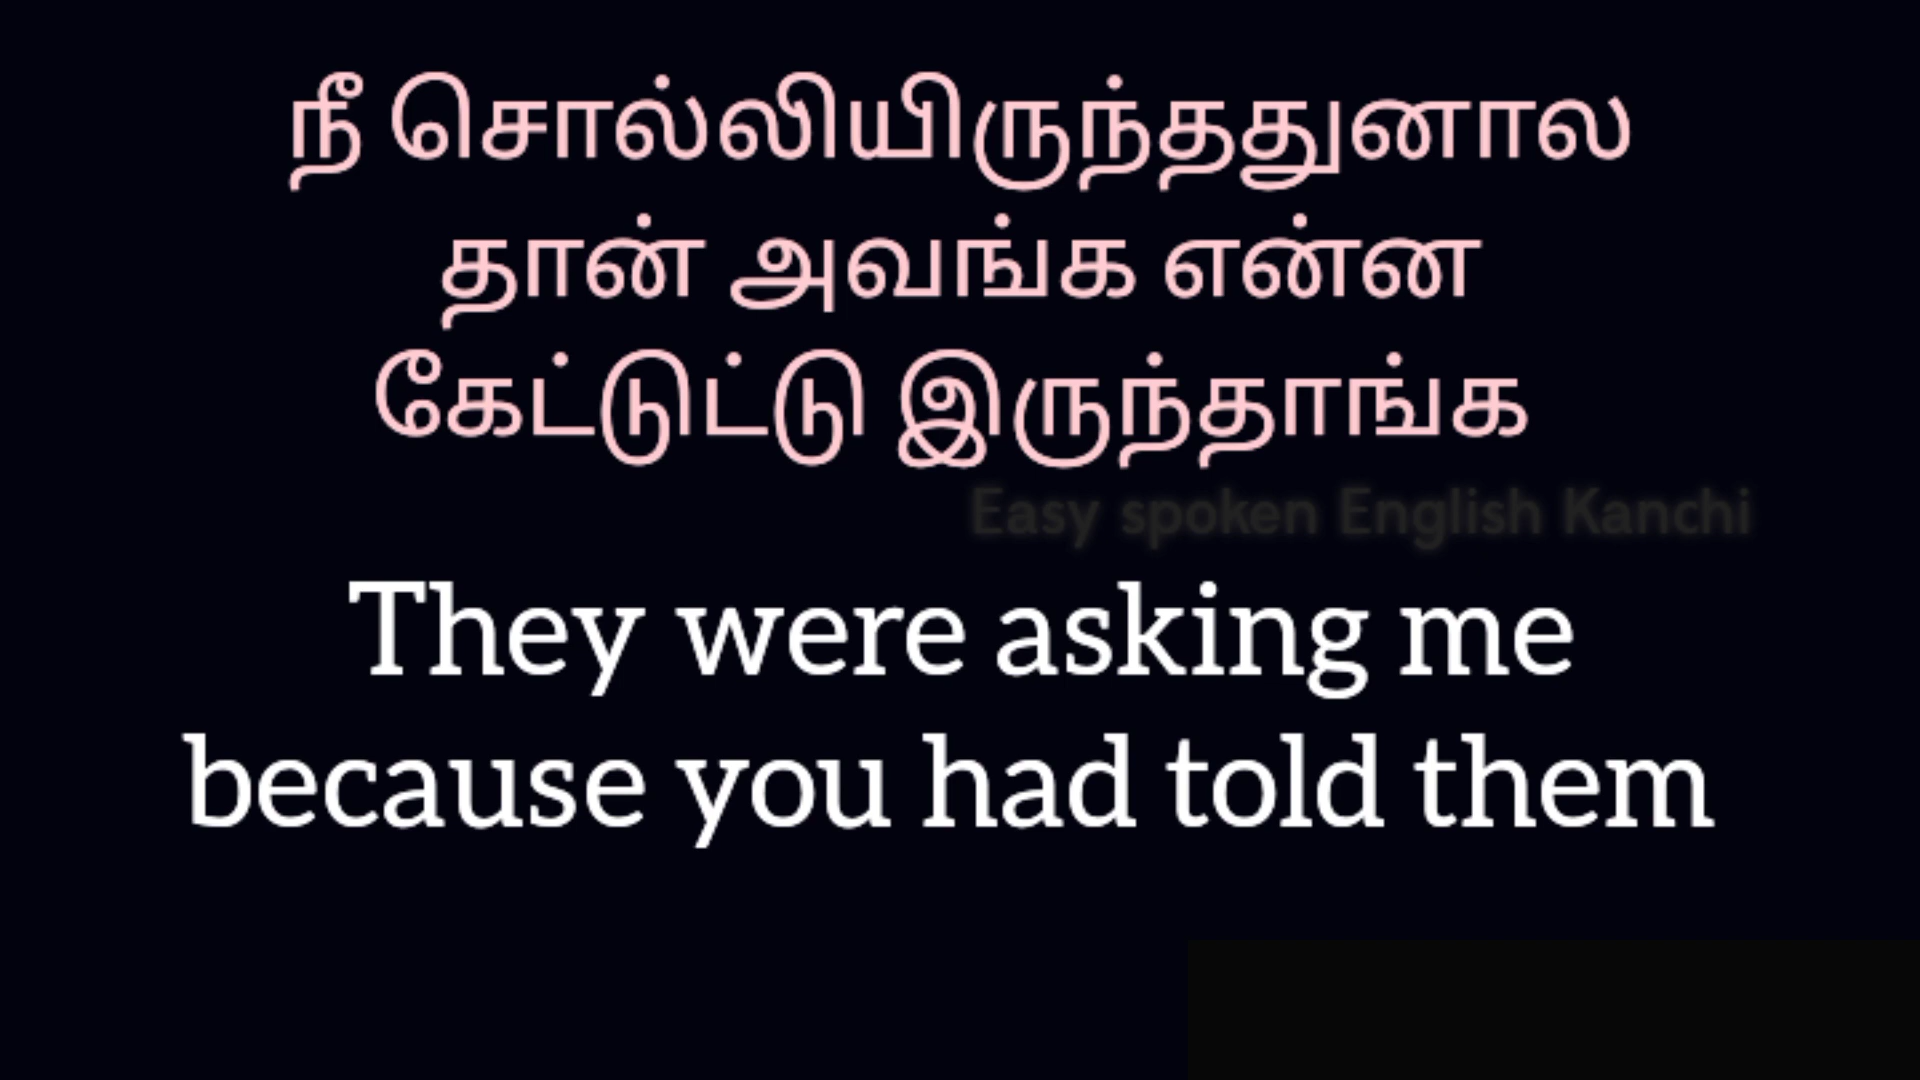 நீ சொல்லியிருந்ததுனால
தான் அவங்க என்ன
கேட்டுட்டு இருந்தாங்க
Easy spoken English Kanchi
They were asking me
because you had told them